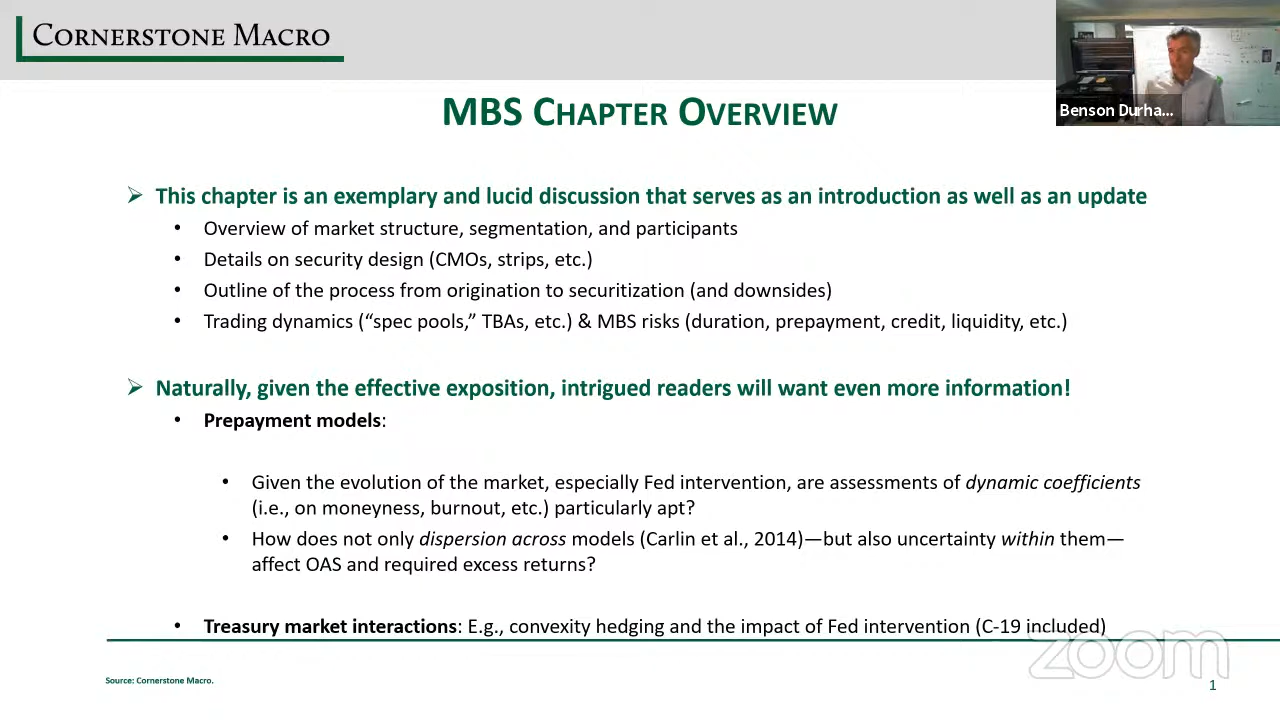 CORNERSTONE MACRO
Benson Durha...
MBS CHAPTER OVERVIEW
➢ This chapter is an exemplary and lucid discussion that serves as an introduction as well as an update
• Overview of market structure, segmentation, and participants
• Details on security design (CMOs, strips, etc.)
• Outline of the process from origination to securitization (and downsides)
• Trading dynamics (“spec pools,” TBAs, etc.) & MBS risks (duration, prepayment, credit, liquidity, etc.)
➢ Naturally, given the effective exposition, intrigued readers will want even more information!
• Prepayment models:
• Given the evolution of the market, especially Fed intervention, are assessments of dynamic coefficients
(i.e., on moneyness, burnout, etc.) particularly apt?
• How does not only dispersion across models (Carlin et al., 2014)—but also uncertainty within them—
affect OAS and required excess returns?
• Treasury market interactions: E.g., convexity hedging and the impact of Fed intervention (C-19 included)
zoom
Source: Cornerstone Macro.
1